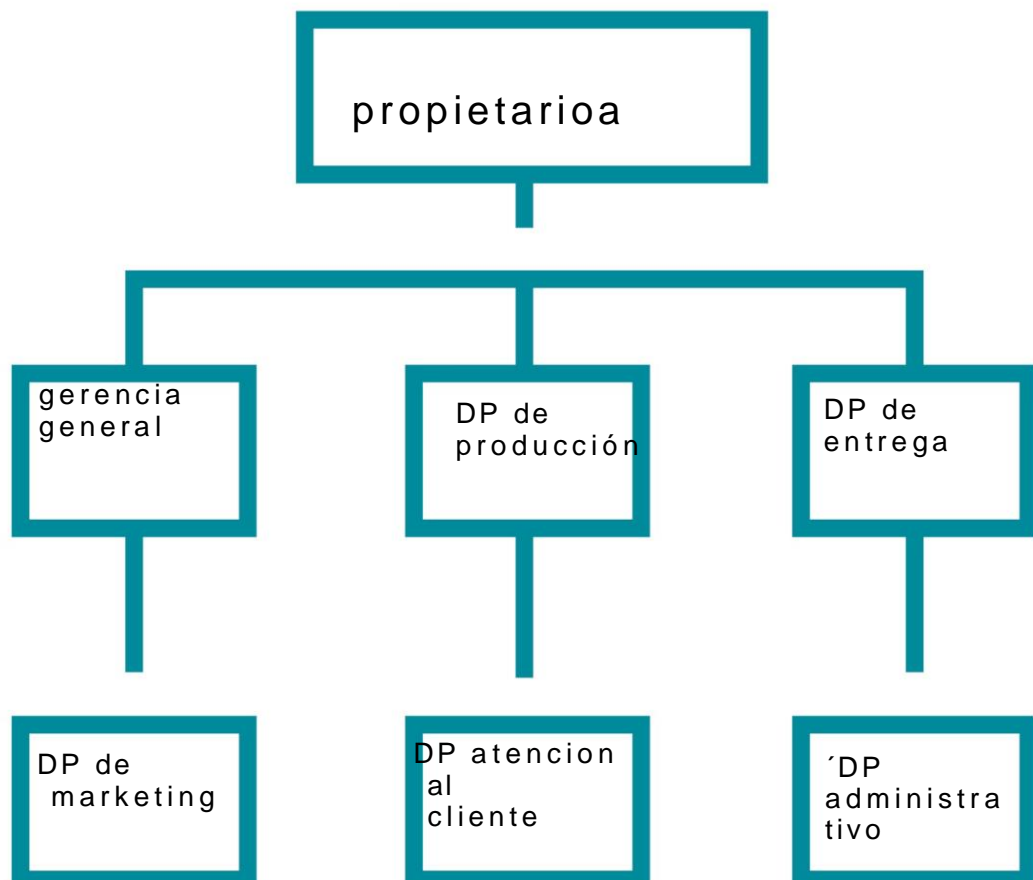 propietarioa
gerencia
general
DP de
producción
DP de
entrega
DP de
marketing
DP atencion
al
cliente
´DP
administra
tivo